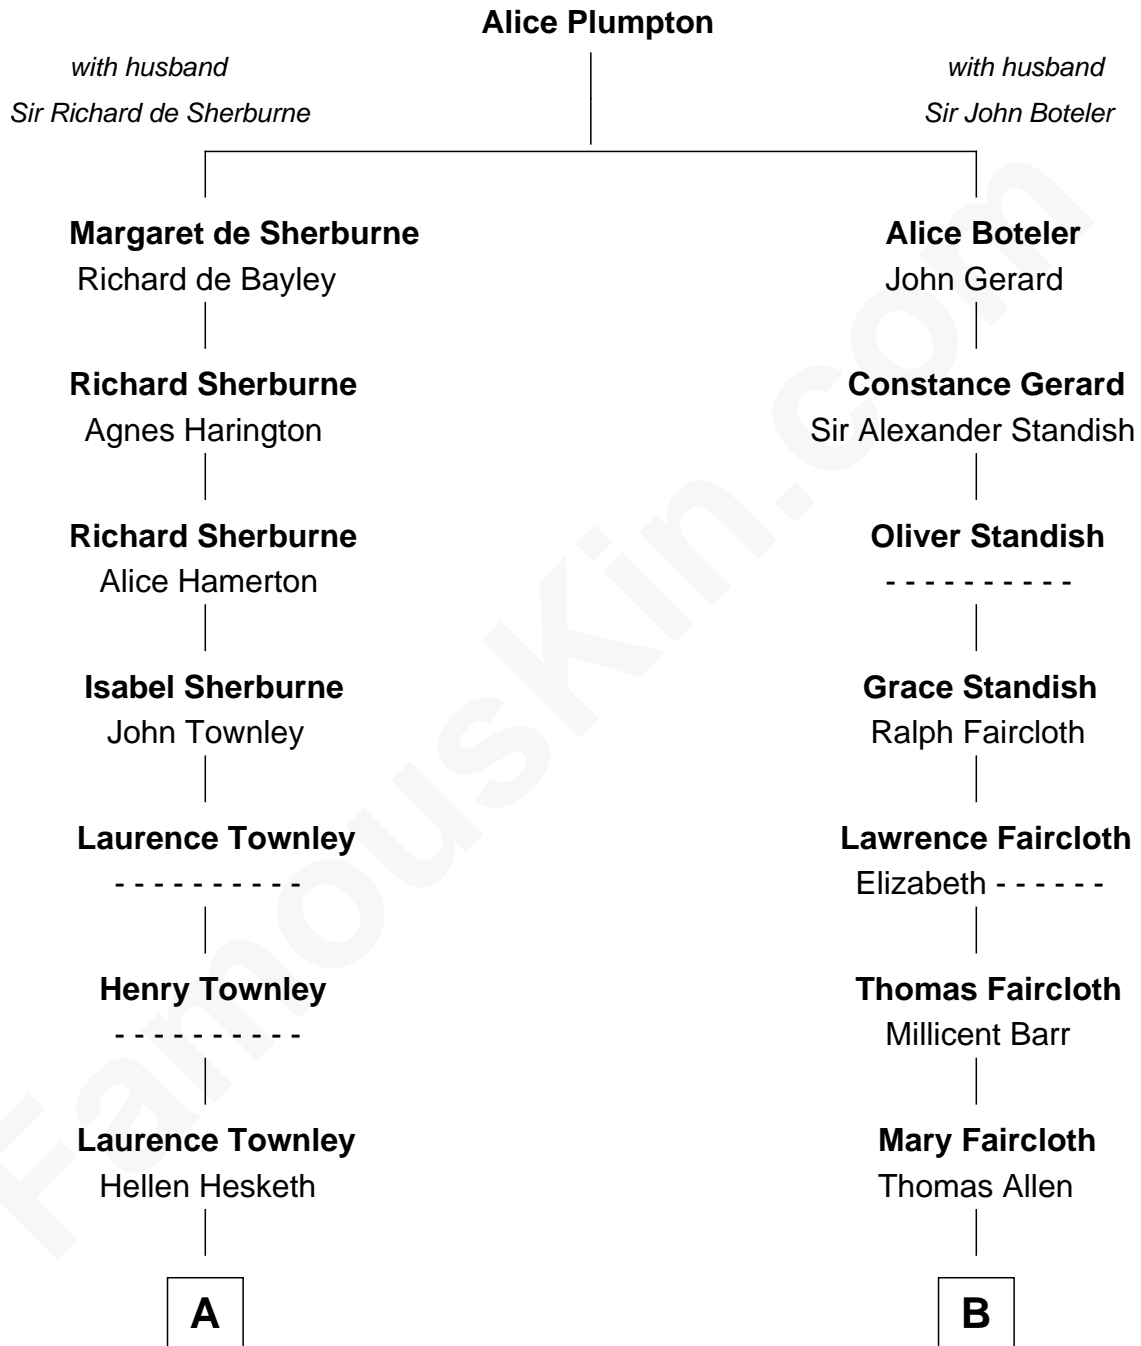 Alice Plumpton
with husband
Sir Richard de Sherburne
with husband
Sir John Boteler
Margaret de Sherburne
Richard de Bayley
Alice Boteler
John Gerard
Richard Sherburne
Agnes Harington
Constance Gerard
Sir Alexander Standish
Richard Sherburne
Alice Hamerton
Oliver Standish
- - - - - - - - - -
Isabel Sherburne
John Townley
Grace Standish
Ralph Faircloth
Laurence Townley
- - - - - - - - - -
Lawrence Faircloth
Elizabeth - - - - - -
Henry Townley
- - - - - - - - - -
Thomas Faircloth
Millicent Barr
Laurence Townley
Hellen Hesketh
Mary Faircloth
Thomas Allen
A
B
FamousKin.com